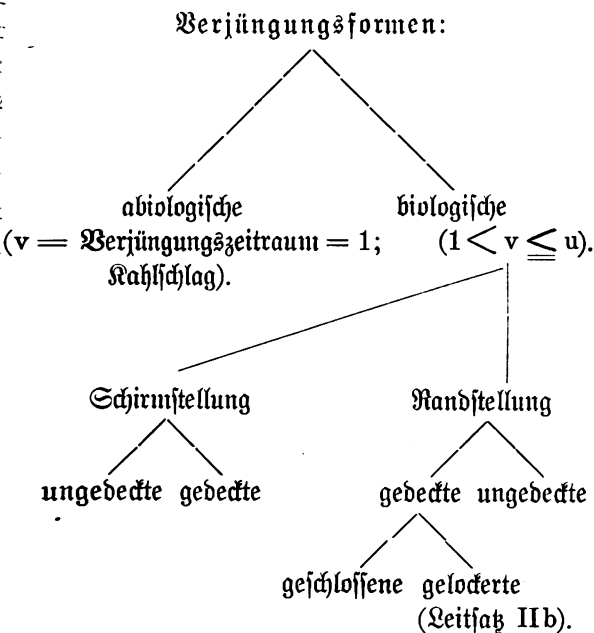 Verjüngungsformen:
abiologische biologische
(v = Verjüngungszeitraum = 1; (1 < v ≦ u).
Kahlschlag).
Schirmstellung Randstellung
ungedeckte gedeckte gedeckte ungedeckte
geschlossene gelockerte
(Leitsatz IIb).